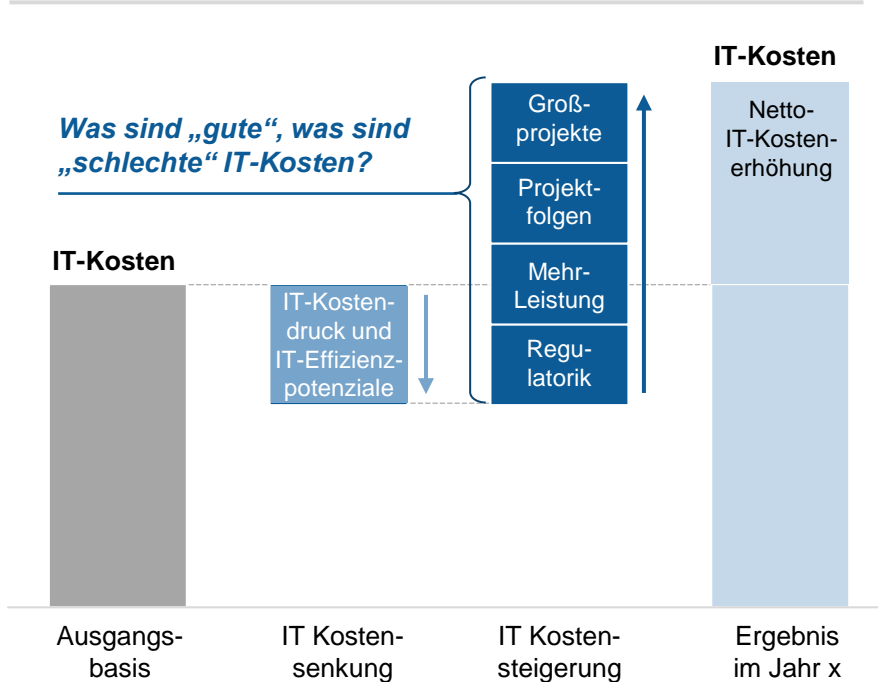 IT-Kosten
Was sind „gute“, was sind
„schlechte“ IT-Kosten?
Groß-
projekte
Projekt-
folgen
Mehr-
Leistung
Regu-
latorik
Netto-
IT-Kosten-
erhöhung
IT-Kosten
IT-Kosten-
druck und
IT-Effizienz-
potenziale
Ausgangs-
basis
IT Kosten-
senkung
IT Kosten-
steigerung
Ergebnis
im Jahr x